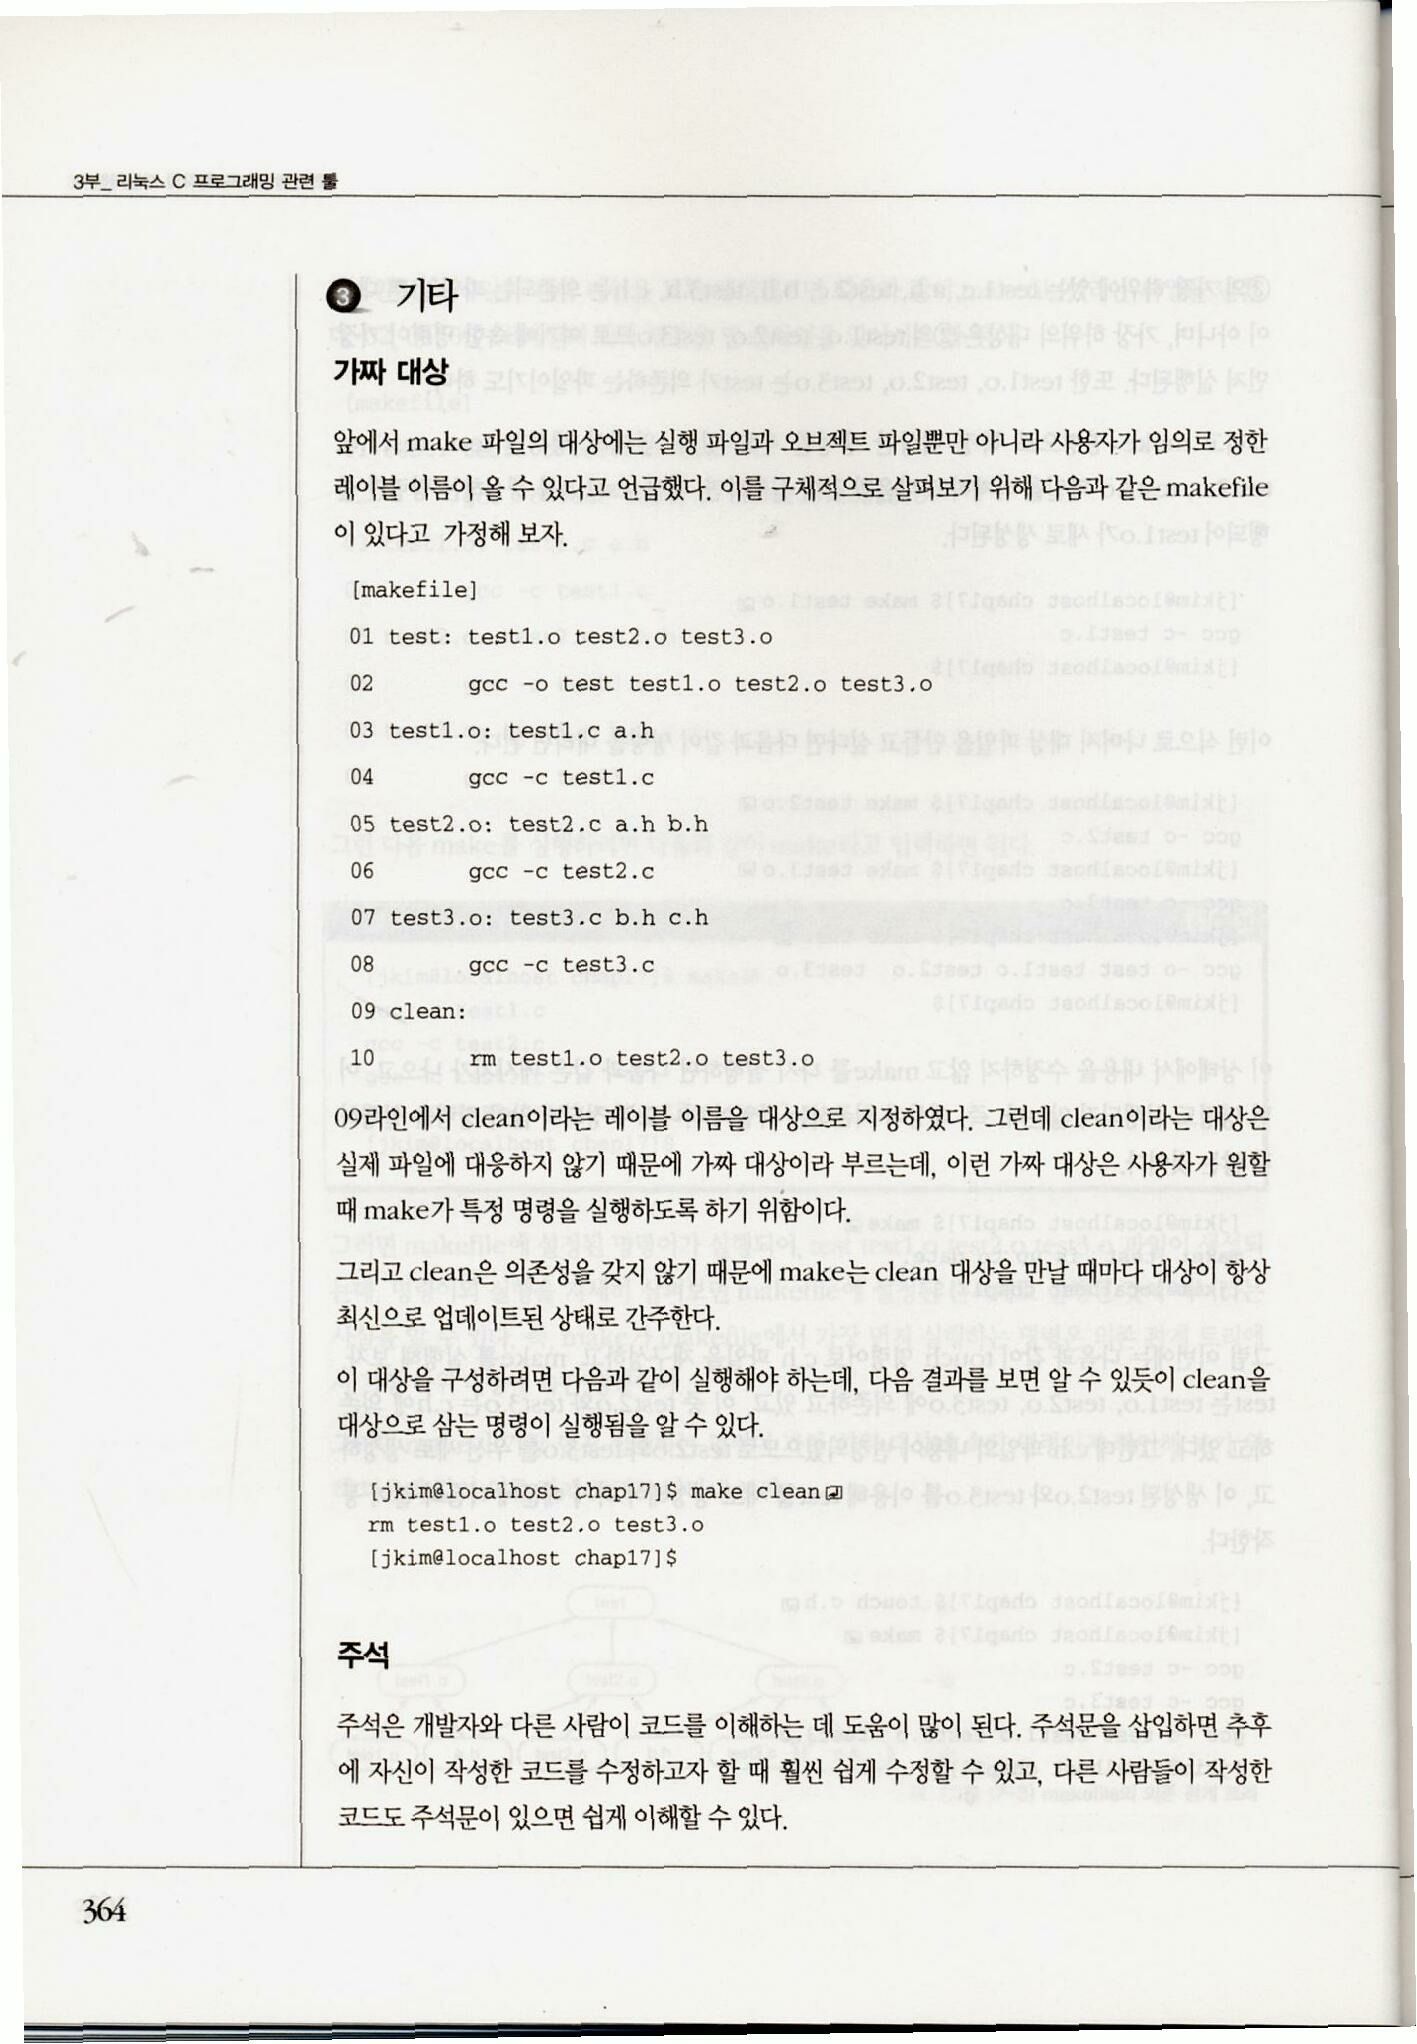 3부_ 리눅스 C 프로그래밍 관련 툴
3 기타
가짜 대상
앞에서 make 파일의 대상에는 실행 파일과 오브젝트 파일뿐만 아니라 사용자가 임의로 정한
레이블 이름이 올 수 있다고 언급했다. 이를 구체적으로 살펴보기 위해 다음과 같은 makefile
이 있다고 가정해 보자.
[makefile]
01 test: test1.o test2.o test3.o
02 gcc -o test test1.o test2.o test3.o
03 test1.o: test1.c a.h
04 gcc -c test1.c
05 test2.o: test2.c a.h b.h
06 gcc -c test2.c
07 test3.o: test3.c b.h c.h
08 gcc -c test3.c
09 clean:
10 rm test1.o test2.o test3.o
09라인에서 clean이라는 레이블 이름을 대상으로 지정하였다. 그런데 clean이라는 대상은
실제 파일에 대응하지 않기 때문에 가짜 대상이라 부르는데, 이런 가짜 대상은 사용자가 원할
때 make가 특정 명령을 실행하도록 하기 위함이다.
그리고 clean은 의존성을 갖지 않기 때문에 make는 clean 대상을 만날 때마다 대상이 항상
최신으로 업데이트된 상태로 간주한다.
이 대상을 구성하려면 다음과 같이 실행해야 하는데, 다음 결과를 보면 알 수 있듯이 clean을
대상으로 삼는 명령이 실행됨을 알 수 있다.
[jkim@localhost chap17]$ make clean↵
rm test1.o test2.o test3.o
[jkim@localhost chap17]$
주석
주석은 개발자와 다른 사람이 코드를 이해하는 데 도움이 많이 된다. 주석문을 삽입하면 추후
에 자신이 작성한 코드를 수정하고자 할 때 훨씬 쉽게 수정할 수 있고, 다른 사람들이 작성한
코드도 주석문이 있으면 쉽게 이해할 수 있다.
364